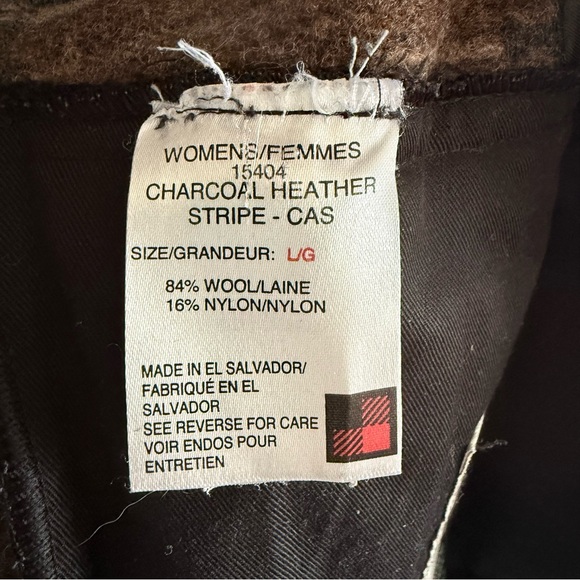 WOMENS/FEMMES
15404
CHARCOAL HEATHER
STRIPE - CAS
SIZE/GRANDEUR: L/G
84% WOOL/LAINE
16% NYLON/NYLON
MADE IN EL SALVADOR/
FABRIQUÉ EN EL
SALVADOR
SEE REVERSE FOR CARE
VOIR ENDOS POUR
ENTRETIEN